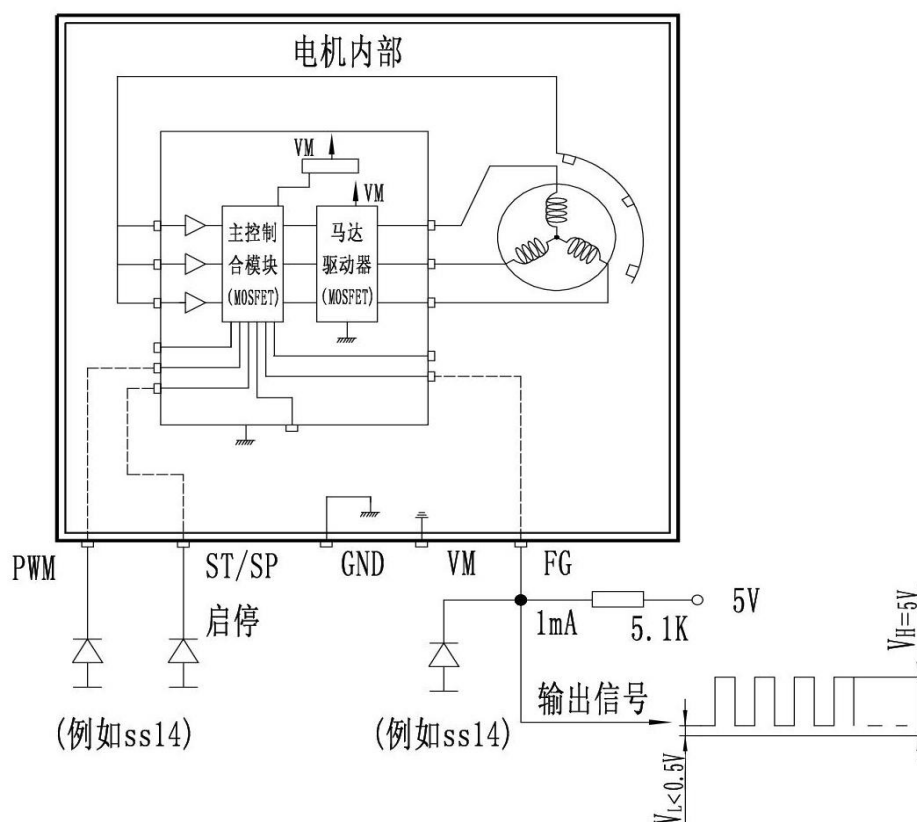 电机内部
VM
VM
主控制
合模块
(MOSFET)
马达
驱动器
(MOSFET)
PWM
ST/SP
GND
VM
FG
启停
1mA
5.1K
5V
VH=5V
输出信号
(例如ss14)
(例如ss14)
VL<0.5V